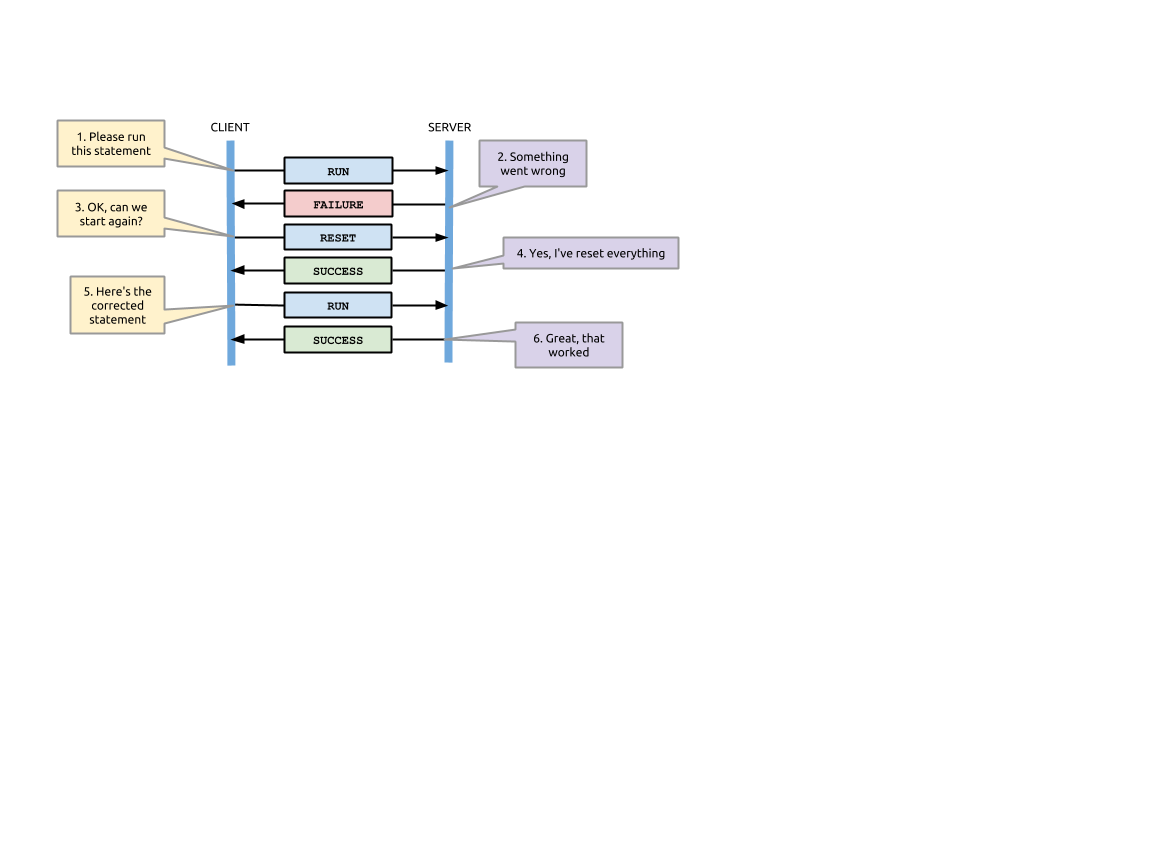 CLIENT
SERVER
1. Please run
this statement
RUN
2. Something
went wrong
FAILURE
3. OK, can we
start again?
RESET
4. Yes, I've reset everything
SUCCESS
5. Here's the
corrected
statement
RUN
6. Great, that
worked
SUCCESS